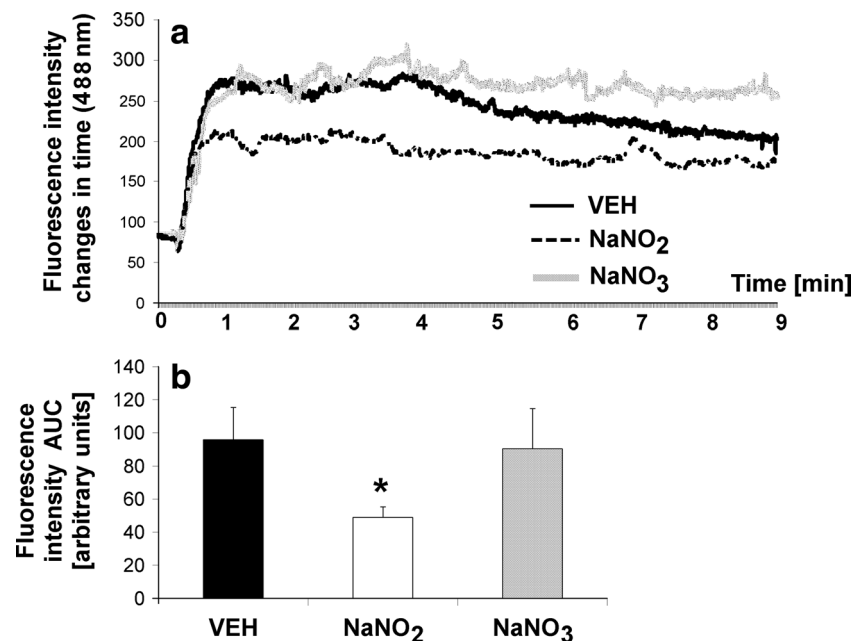 a
Fluorescence intensity
changes in time (488 nm)
350
300
250
200
150
100
50
0
VEH
NaNO2
NaNO3
Time [min]
0 1 2 3 4 5 6 7 8 9
b
Fluorescence
intensity AUC
[arbitrary units]
140
120
100
80
60
40
20
0
*
VEH NaNO2 NaNO3